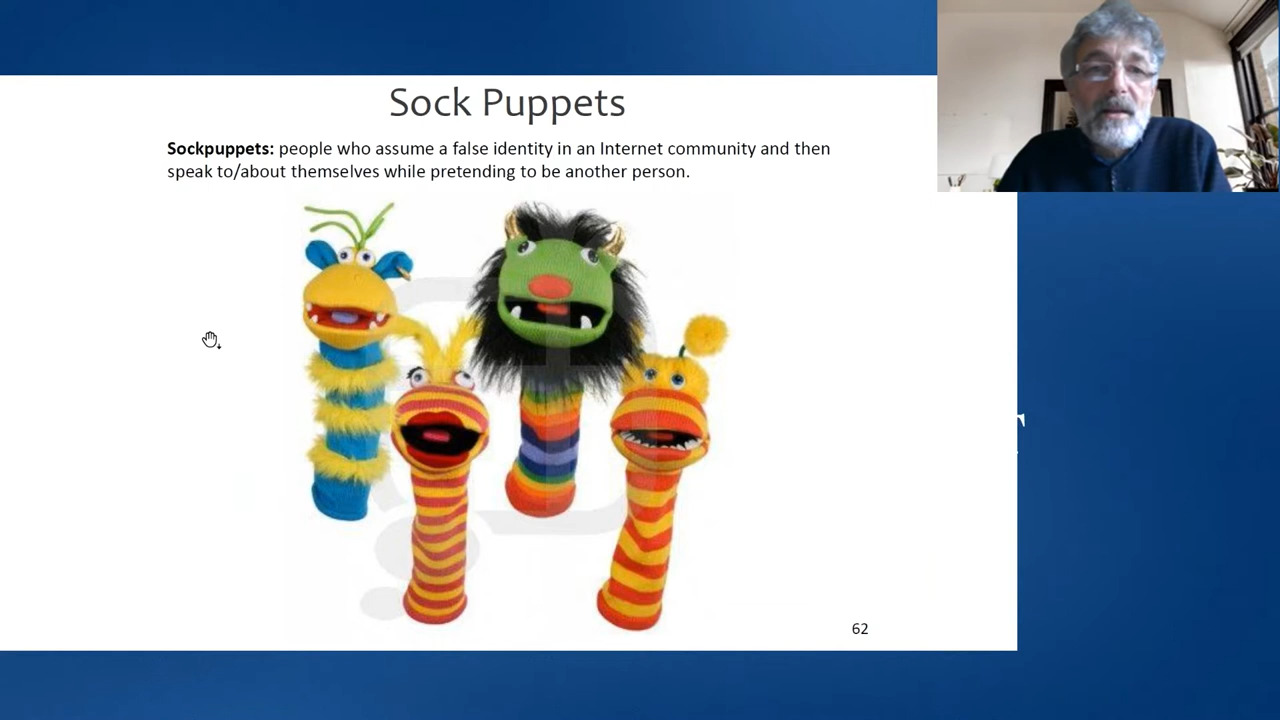 Sock Puppets
Sockpuppets: people who assume a false identity in an Internet community and then
speak to/about themselves while pretending to be another person.
62